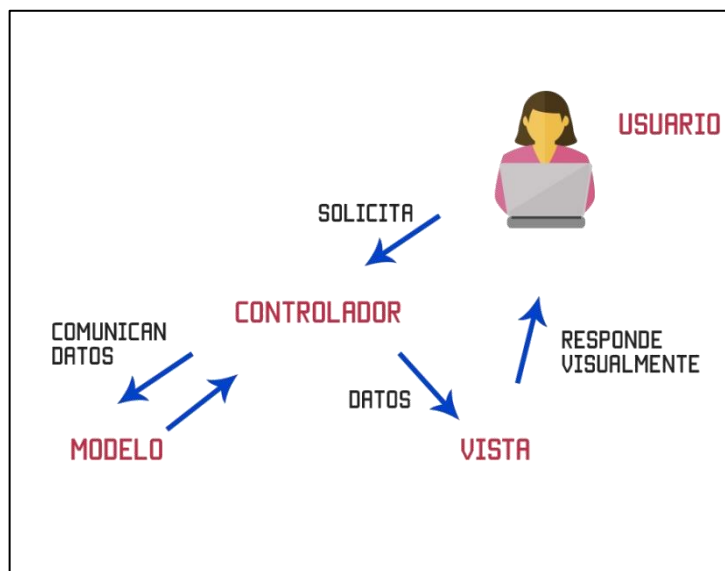 USUARIO
SOLICITA
CONTROLADOR
COMUNICAN
DATOS
RESPONDE
VISUALMENTE
DATOS
MODELO
VISTA